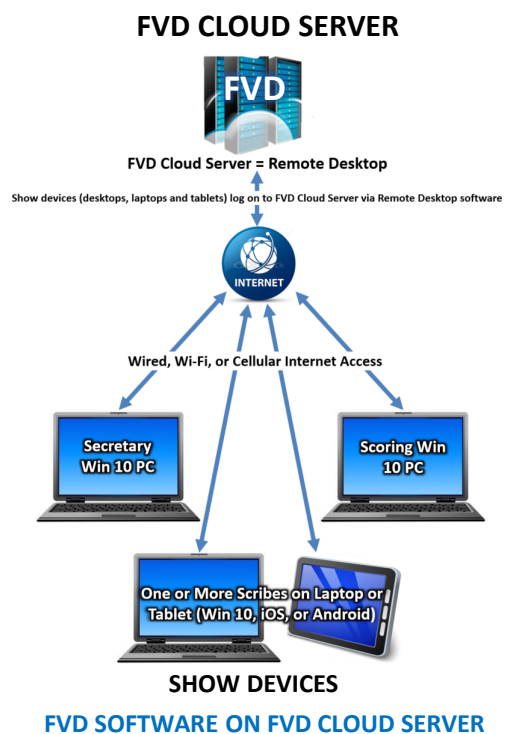 FVD CLOUD SERVER
FVD
FVD Cloud Server = Remote Desktop
Show devices (desktops, laptops and tablets) log on to FVD Cloud Server via Remote Desktop software
INTERNET
Wired, Wi-Fi, or Cellular Internet Access
Secretary
Win 10 PC
Scoring Win
10 PC
One or More Scribes on Laptop or
Tablet (Win 10, iOS, or Android)
SHOW DEVICES
FVD SOFTWARE ON FVD CLOUD SERVER